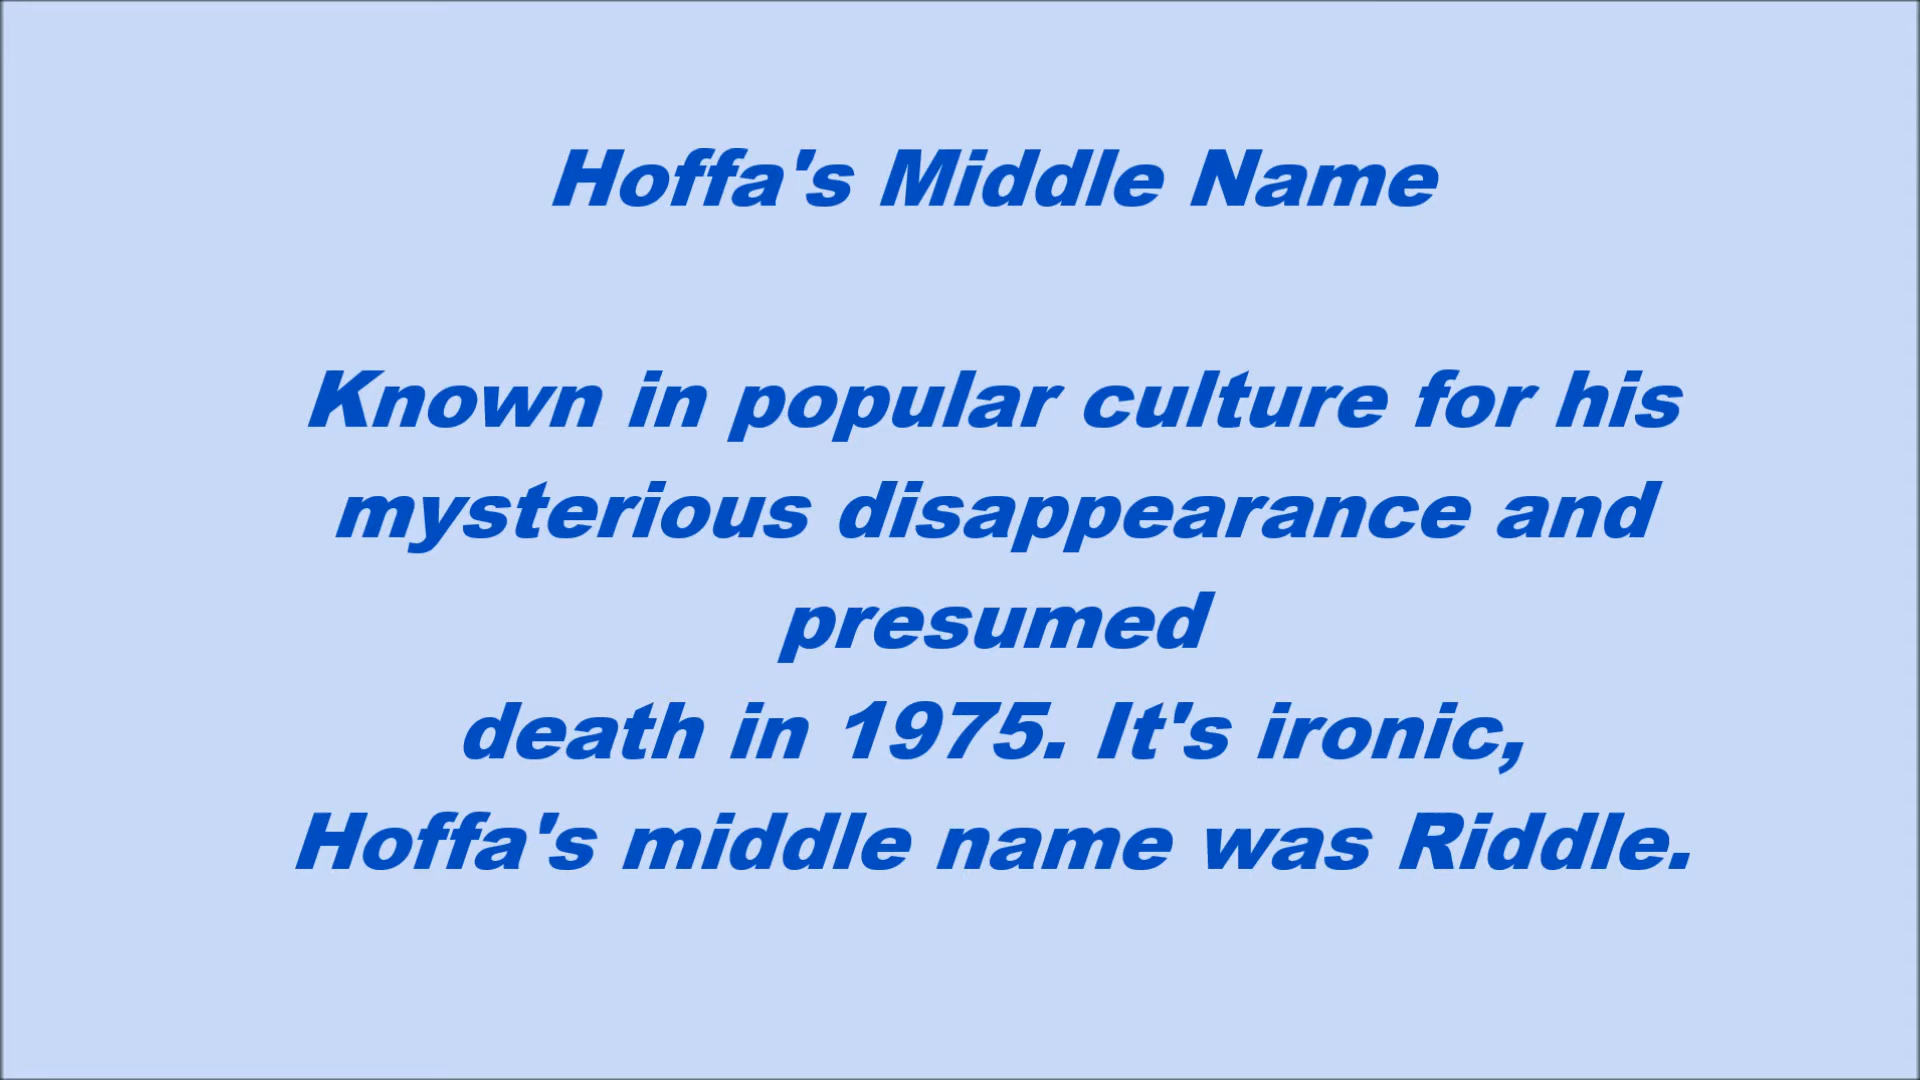 Hoffa's Middle Name
Known in popular culture for his
mysterious disappearance and
presumed
death in 1975. It's ironic,
Hoffa's middle name was Riddle.